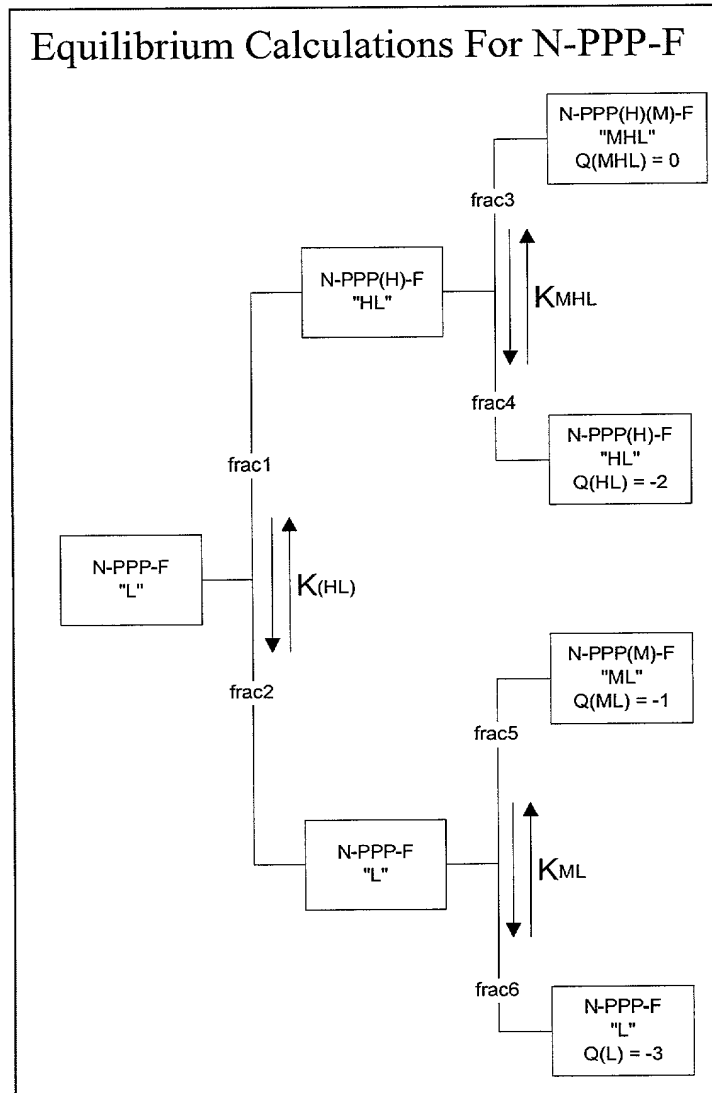 Equilibrium Calculations For N-PPP-F
N-PPP(H)(M)-F
"MHL"
Q(MHL) = 0
frac3
N-PPP(H)-F
"HL"
KMHL
frac4
N-PPP(H)-F
"HL"
Q(HL) = -2
frac1
N-PPP-F
"L"
K(HL)
frac2
N-PPP(M)-F
"ML"
Q(ML) = -1
frac5
N-PPP-F
"L"
KML
frac6
N-PPP-F
"L"
Q(L) = -3